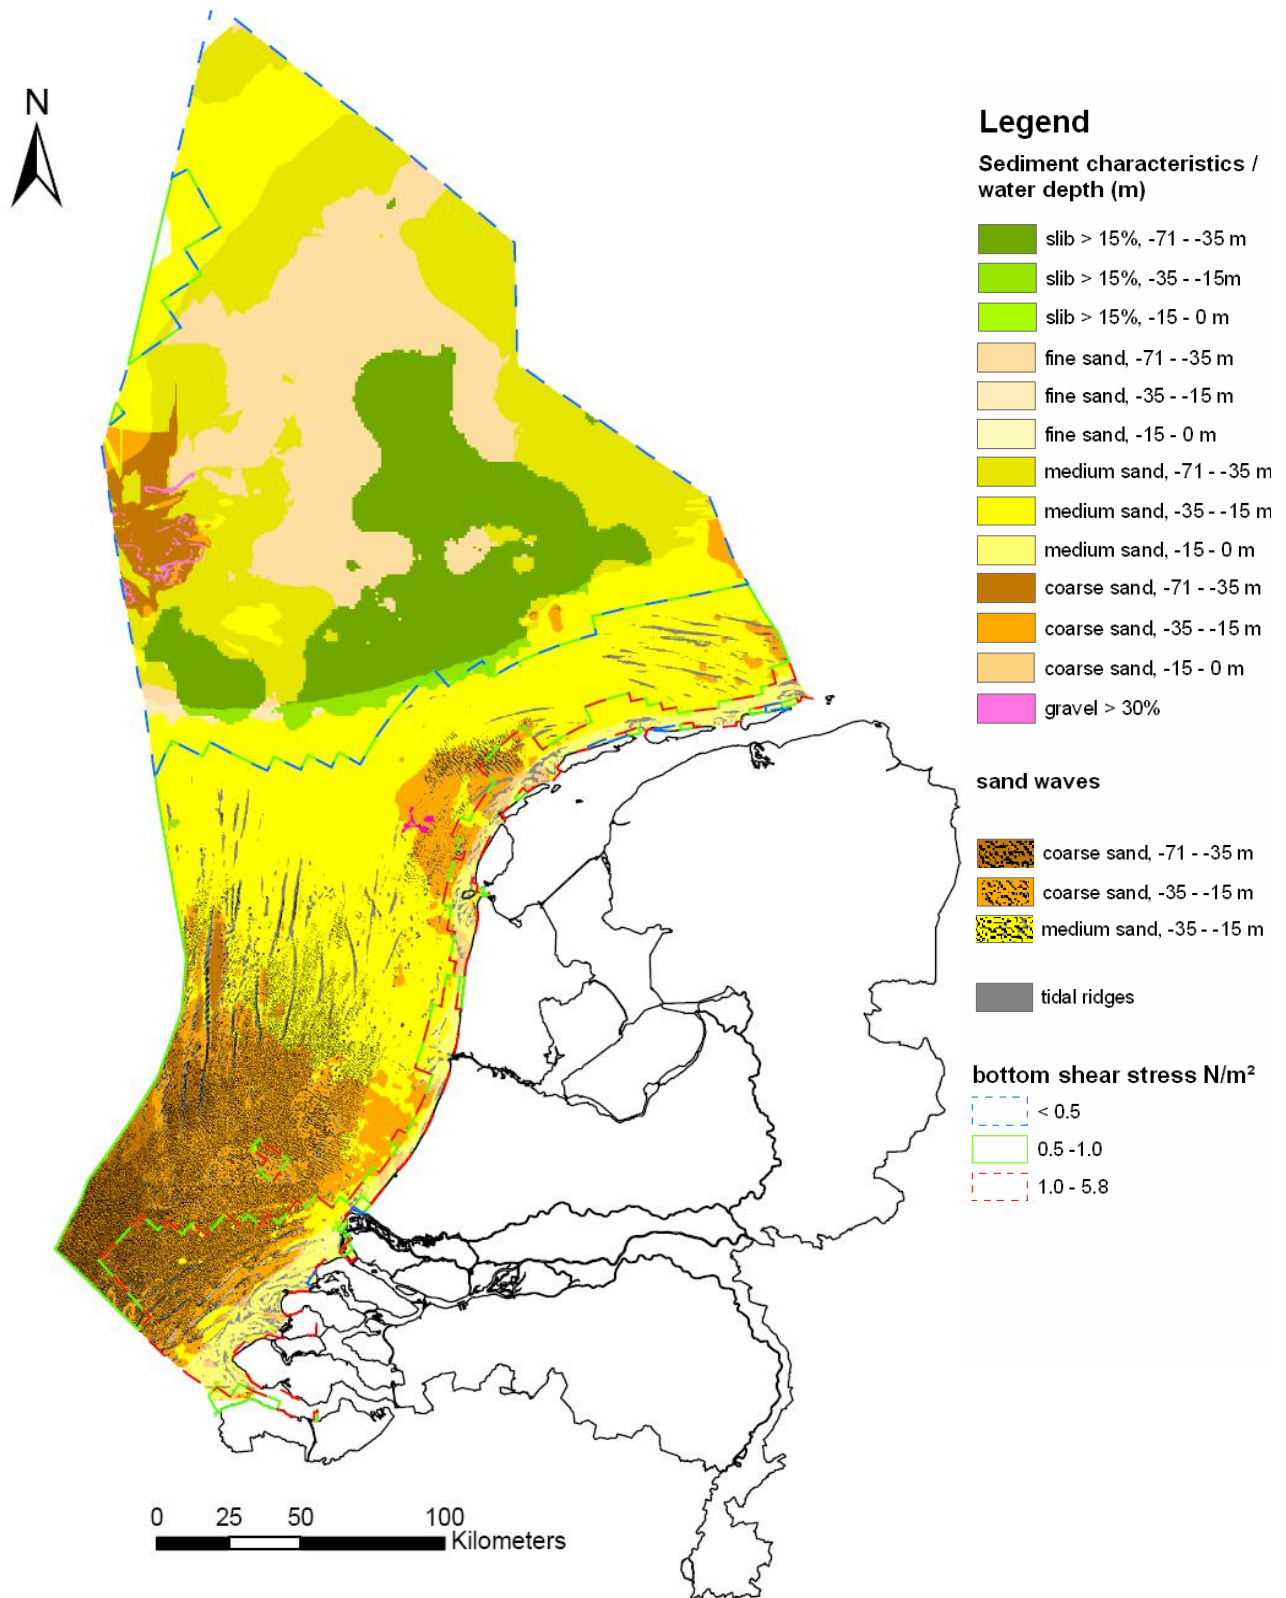 N
Legend
Sediment characteristics /
water depth (m)
slib > 15%, -71 - -35 m
slib > 15%, -35 - -15m
slib > 15%, -15 - 0 m
fine sand, -71 - -35 m
fine sand, -35 - -15 m
fine sand, -15 - 0 m
medium sand, -71 - -35 m
medium sand, -35 - -15 m
medium sand, -15 - 0 m
coarse sand, -71 - -35 m
coarse sand, -35 - -15 m
coarse sand, -15 - 0 m
gravel > 30%
sand waves
coarse sand, -71 - -35 m
coarse sand, -35 - -15 m
medium sand, -35 - -15 m
tidal ridges
bottom shear stress N/m²
< 0.5
0.5 -1.0
1.0 - 5.8
0 25 50 100
Kilometers